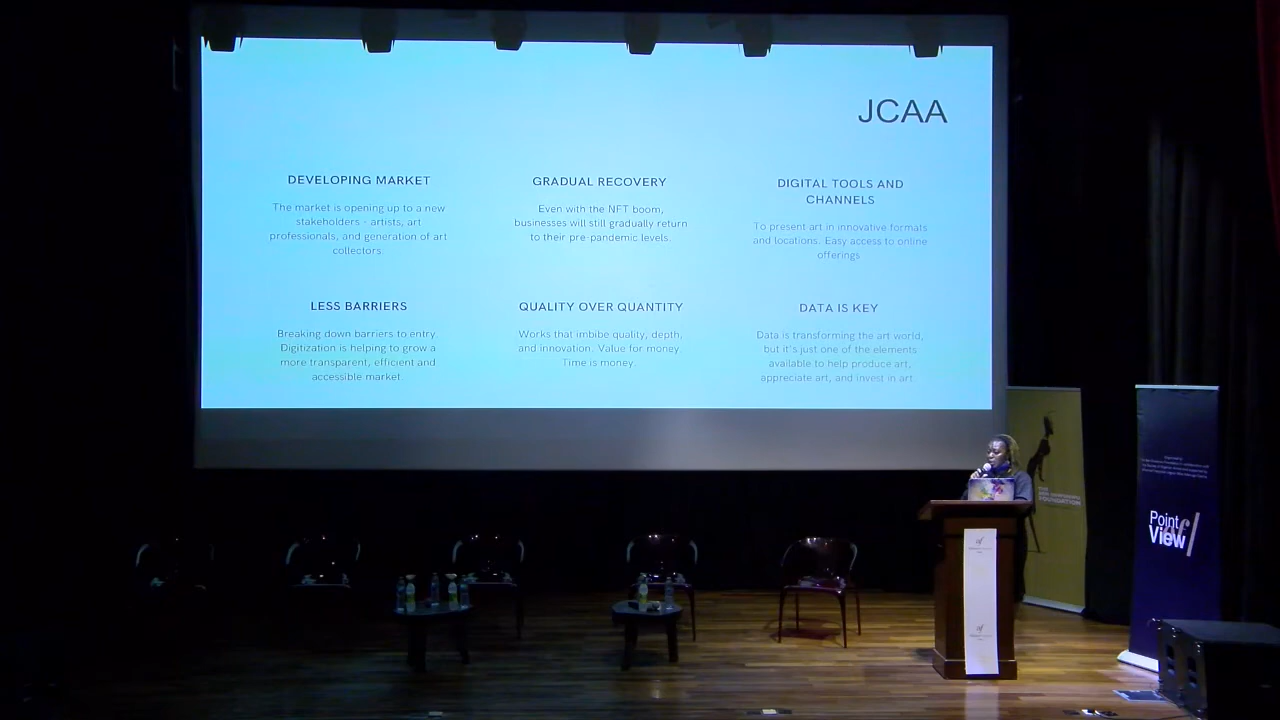 JCAA
DEVELOPING MARKET
The market is opening up to a new
stakeholders - artists, art
professionals, and generation of art
collectors.
GRADUAL RECOVERY
Even with the NFT boom,
businesses will still gradually return
to their pre-pandemic levels.
DIGITAL TOOLS AND
CHANNELS
To present art in innovative formats
and locations. Easy access to online
offerings
LESS BARRIERS
Breaking down barriers to entry.
Digitization is helping to grow a
more transparent, efficient and
accessible market.
QUALITY OVER QUANTITY
Works that imbibe quality, depth,
and innovation. Value for money
Time is money.
DATA IS KEY
Data is transforming the art world,
but it's just one of the elements
available to help produce art,
appreciate art, and invest in art.
FOUNDATION
Point
of
View
af
af